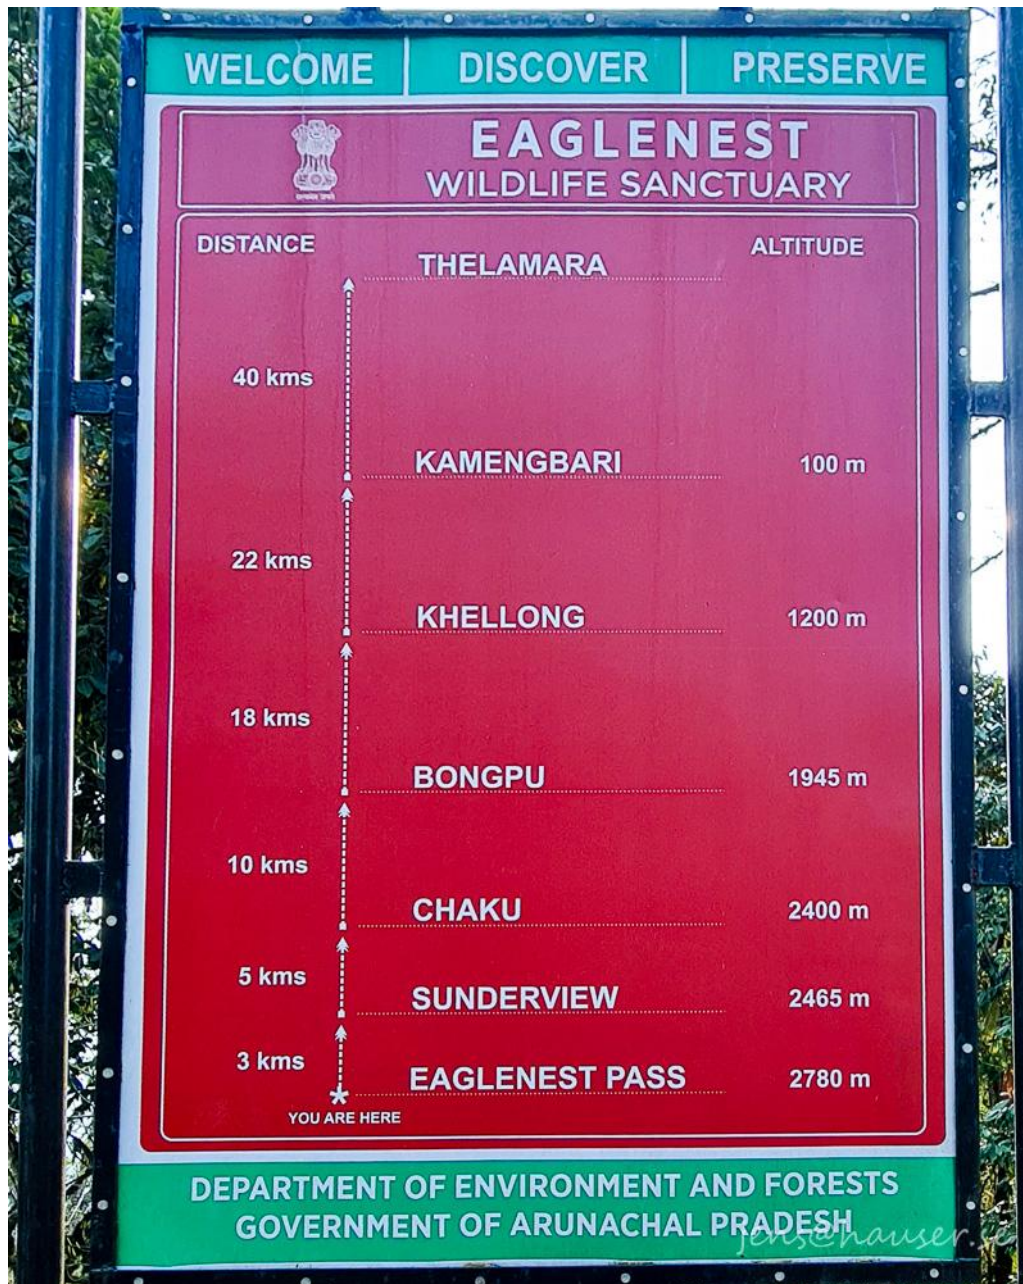 WELCOME DISCOVER PRESERVE
EAGLENEST
WILDLIFE SANCTUARY
DISTANCE ALTITUDE
THELAMARA
40 kms
KAMENGBARI 100 m
22 kms
KHELLONG 1200 m
18 kms
BONGPU 1945 m
10 kms
CHAKU 2400 m
5 kms
SUNDERVIEW 2465 m
3 kms
EAGLENEST PASS 2780 m
YOU ARE HERE
DEPARTMENT OF ENVIRONMENT AND FORESTS
GOVERNMENT OF ARUNACHAL PRADESH
jens@hauser.se